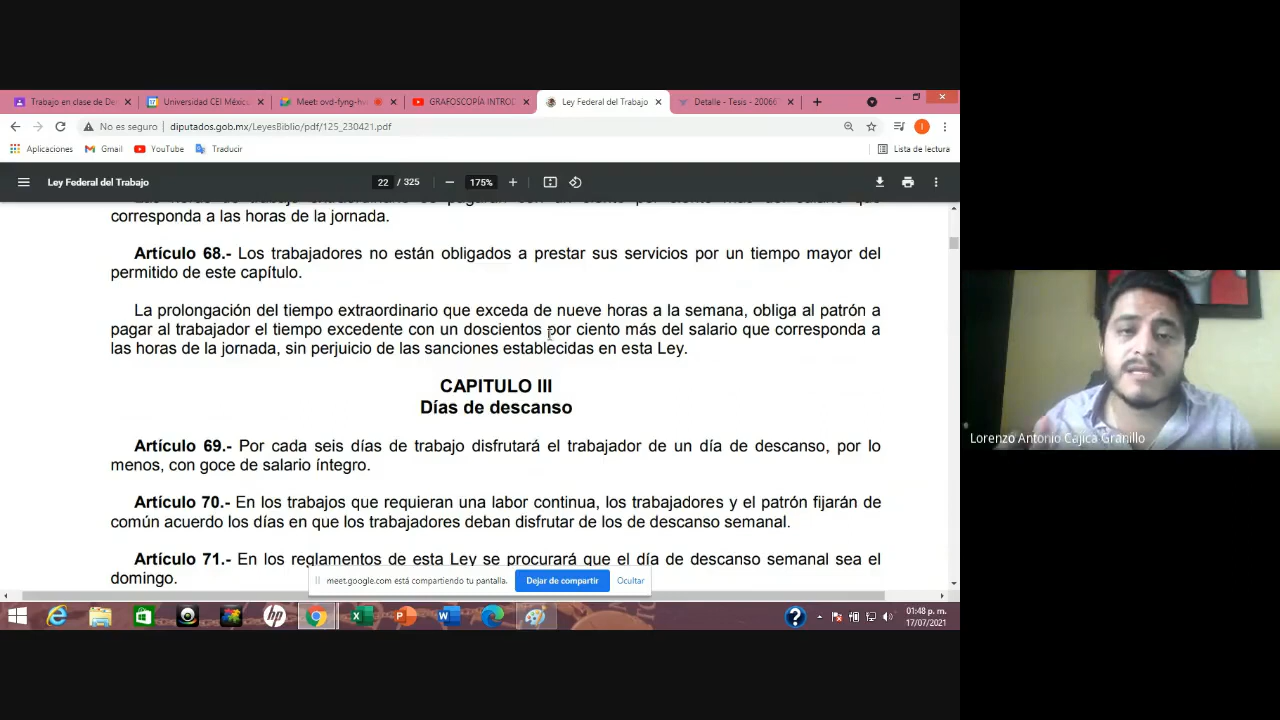 Trabajo en clase de De
Universidad CEI México
Meet: ovd-fyng-hw
GRAFOSCOPÍA INTROD
Ley Federal del Trabajo
Detalle - Tesis - 20066
No es seguro deputados.gob.mx/LeyesBiblio/pdf/125_230421.pdf
Aplicaciones Gmail YouTube Traducir Lista de lectura
Ley Federal del Trabajo 22 / 325 175%
corresponda a las horas de la jornada.
Artículo 68.- Los trabajadores no están obligados a prestar sus servicios por un tiempo mayor del
permitido de este capítulo.
La prolongación del tiempo extraordinario que exceda de nueve horas a la semana, obliga al patrón a
pagar al trabajador el tiempo excedente con un doscientos por ciento más del salario que corresponda a
las horas de la jornada, sin perjuicio de las sanciones establecidas en esta Ley.
CAPITULO III
Días de descanso
Artículo 69.- Por cada seis días de trabajo disfrutará el trabajador de un día de descanso, por lo
menos, con goce de salario íntegro.
Artículo 70.- En los trabajos que requieran una labor continua, los trabajadores y el patrón fijarán de
común acuerdo los días en que los trabajadores deban disfrutar de los de descanso semanal.
Artículo 71.- En los reglamentos de esta Ley se procurará que el día de descanso semanal sea el
domingo.
meet.google.com está compartiendo tu pantalla. Dejar de compartir Ocultar
01:48 p. m.
17/07/2021
Lorenzo Antonio Cajica Granillo